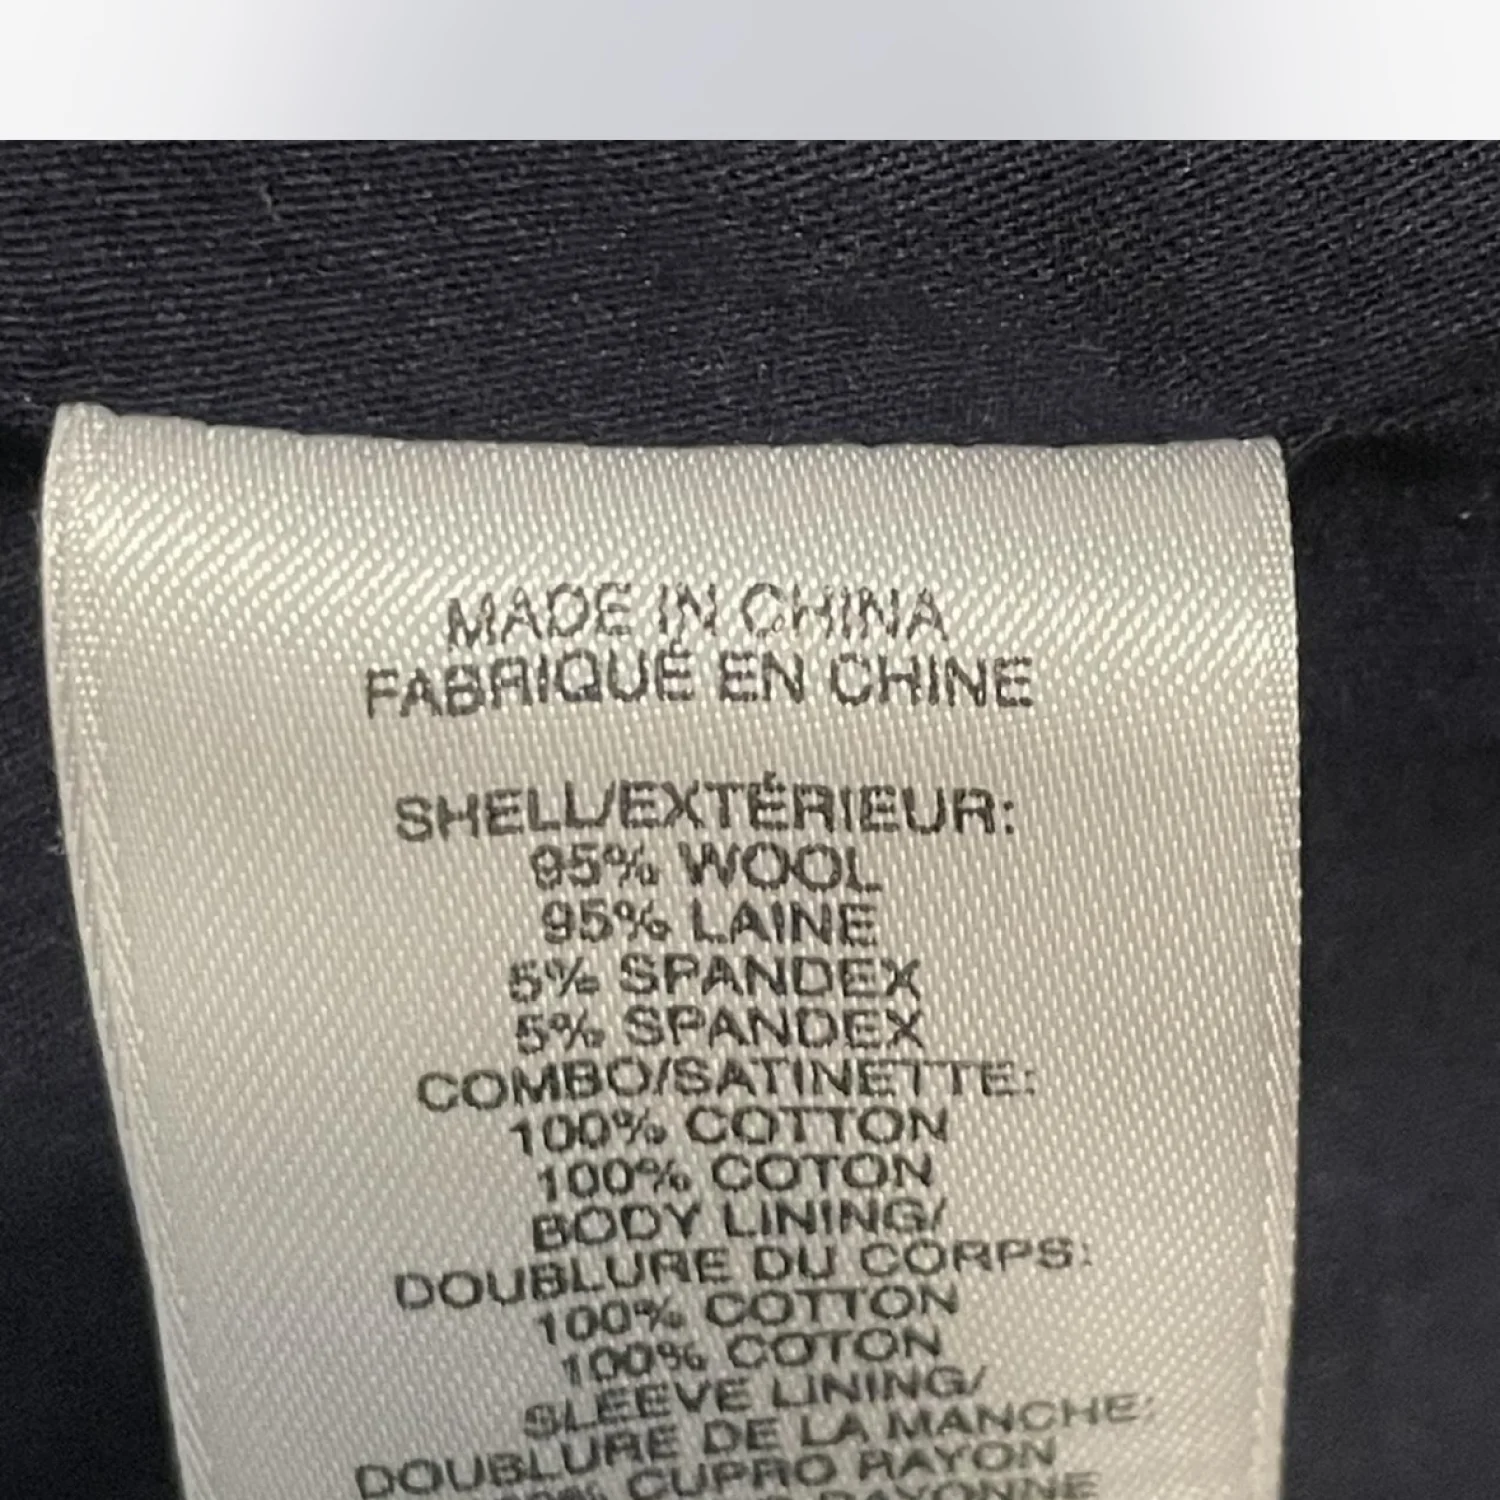 MADE IN CHINA
FABRIQUÉ EN CHINE
SHELL/EXTÉRIEUR:
95% WOOL
95% LAINE
5% SPANDEX
5% SPANDEX
COMBO/SATINETTE:
100% COTTON
100% COTON
BODY LINING/
DOUBLURE DU CORPS:
100% COTTON
100% COTON
SLEEVE LINING/
DOUBLURE DE LA MANCHE:
CUPRO RAYON
RAYONNE